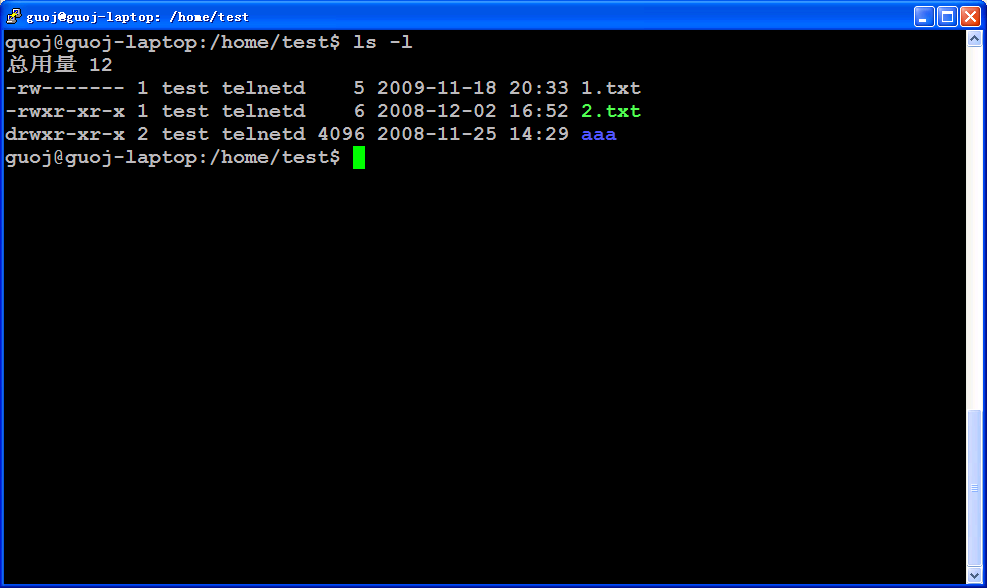 guoj@guoj-laptop: /home/test
guoj@guoj-laptop:/home/test$ ls -l
总用量 12
-rw------- 1 test telnetd    5 2009-11-18 20:33 1.txt
-rwxr-xr-x 1 test telnetd    6 2008-12-02 16:52 2.txt
drwxr-xr-x 2 test telnetd 4096 2008-11-25 14:29 aaa
guoj@guoj-laptop:/home/test$